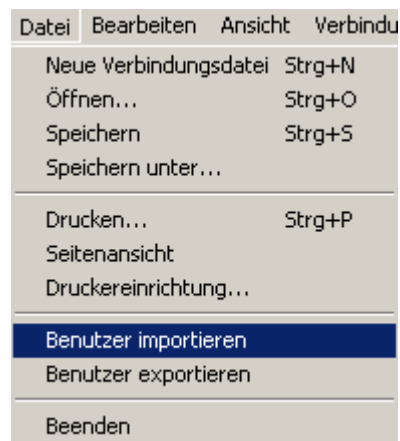 Datei Bearbeiten Ansicht Verbindu
Neue Verbindungsdatei Strg+N
Öffnen... Strg+O
Speichern Strg+S
Speichern unter...
Drucken... Strg+P
Seitenansicht
Druckereinrichtung...
Benutzer importieren
Benutzer exportieren
Beenden